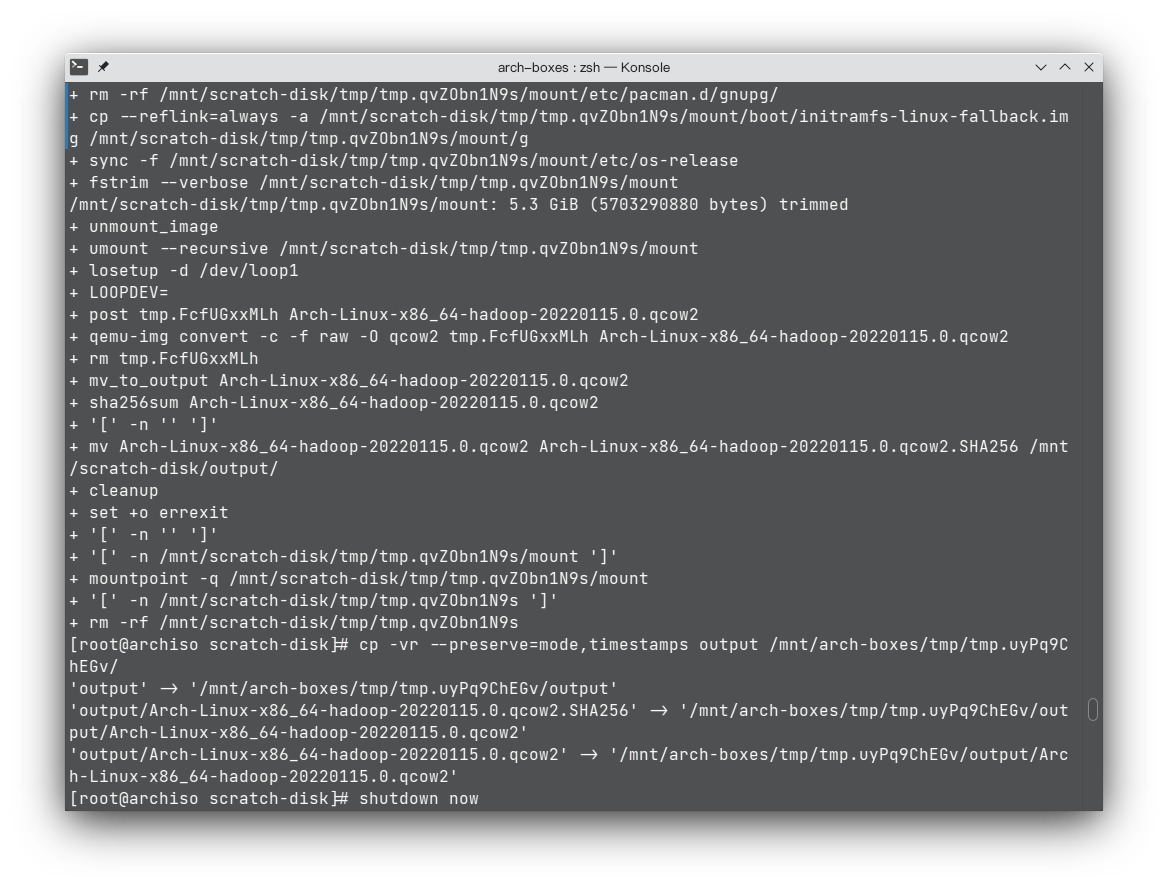 arch-boxes : zsh — Konsole
+ rm -rf /mnt/scratch-disk/tmp/tmp.qvZObn1N9s/mount/etc/pacman.d/gnupg/
+ cp --reflink=always -a /mnt/scratch-disk/tmp/tmp.qvZObn1N9s/mount/boot/initramfs-linux-fallback.im
g /mnt/scratch-disk/tmp/tmp.qvZObn1N9s/mount/g
+ sync -f /mnt/scratch-disk/tmp/tmp.qvZObn1N9s/mount/etc/os-release
+ fstrim --verbose /mnt/scratch-disk/tmp/tmp.qvZObn1N9s/mount
/mnt/scratch-disk/tmp/tmp.qvZObn1N9s/mount: 5.3 GiB (5703290880 bytes) trimmed
+ unmount_image
+ umount --recursive /mnt/scratch-disk/tmp/tmp.qvZObn1N9s/mount
+ losetup -d /dev/loop1
+ LOOPDEV=
+ post tmp.FcfUGxxMLh Arch-Linux-x86_64-hadoop-20220115.0.qcow2
+ qemu-img convert -c -f raw -O qcow2 tmp.FcfUGxxMLh Arch-Linux-x86_64-hadoop-20220115.0.qcow2
+ rm tmp.FcfUGxxMLh
+ mv_to_output Arch-Linux-x86_64-hadoop-20220115.0.qcow2
+ sha256sum Arch-Linux-x86_64-hadoop-20220115.0.qcow2
+ '[' -n '' ']'
+ mv Arch-Linux-x86_64-hadoop-20220115.0.qcow2 Arch-Linux-x86_64-hadoop-20220115.0.qcow2.SHA256 /mnt
/scratch-disk/output/
+ cleanup
+ set +o errexit
+ '[' -n '' ']'
+ '[' -n /mnt/scratch-disk/tmp/tmp.qvZObn1N9s/mount ']'
+ mountpoint -q /mnt/scratch-disk/tmp/tmp.qvZObn1N9s/mount
+ '[' -n /mnt/scratch-disk/tmp/tmp.qvZObn1N9s ']'
+ rm -rf /mnt/scratch-disk/tmp/tmp.qvZObn1N9s
[root@archiso scratch-disk]# cp -vr --preserve=mode,timestamps output /mnt/arch-boxes/tmp/tmp.uyPq9C
hEGv/
'output' -> '/mnt/arch-boxes/tmp/tmp.uyPq9ChEGv/output'
'output/Arch-Linux-x86_64-hadoop-20220115.0.qcow2.SHA256' -> '/mnt/arch-boxes/tmp/tmp.uyPq9ChEGv/out
put/Arch-Linux-x86_64-hadoop-20220115.0.qcow2'
'output/Arch-Linux-x86_64-hadoop-20220115.0.qcow2' -> '/mnt/arch-boxes/tmp/tmp.uyPq9ChEGv/output/Arc
h-Linux-x86_64-hadoop-20220115.0.qcow2'
[root@archiso scratch-disk]# shutdown now